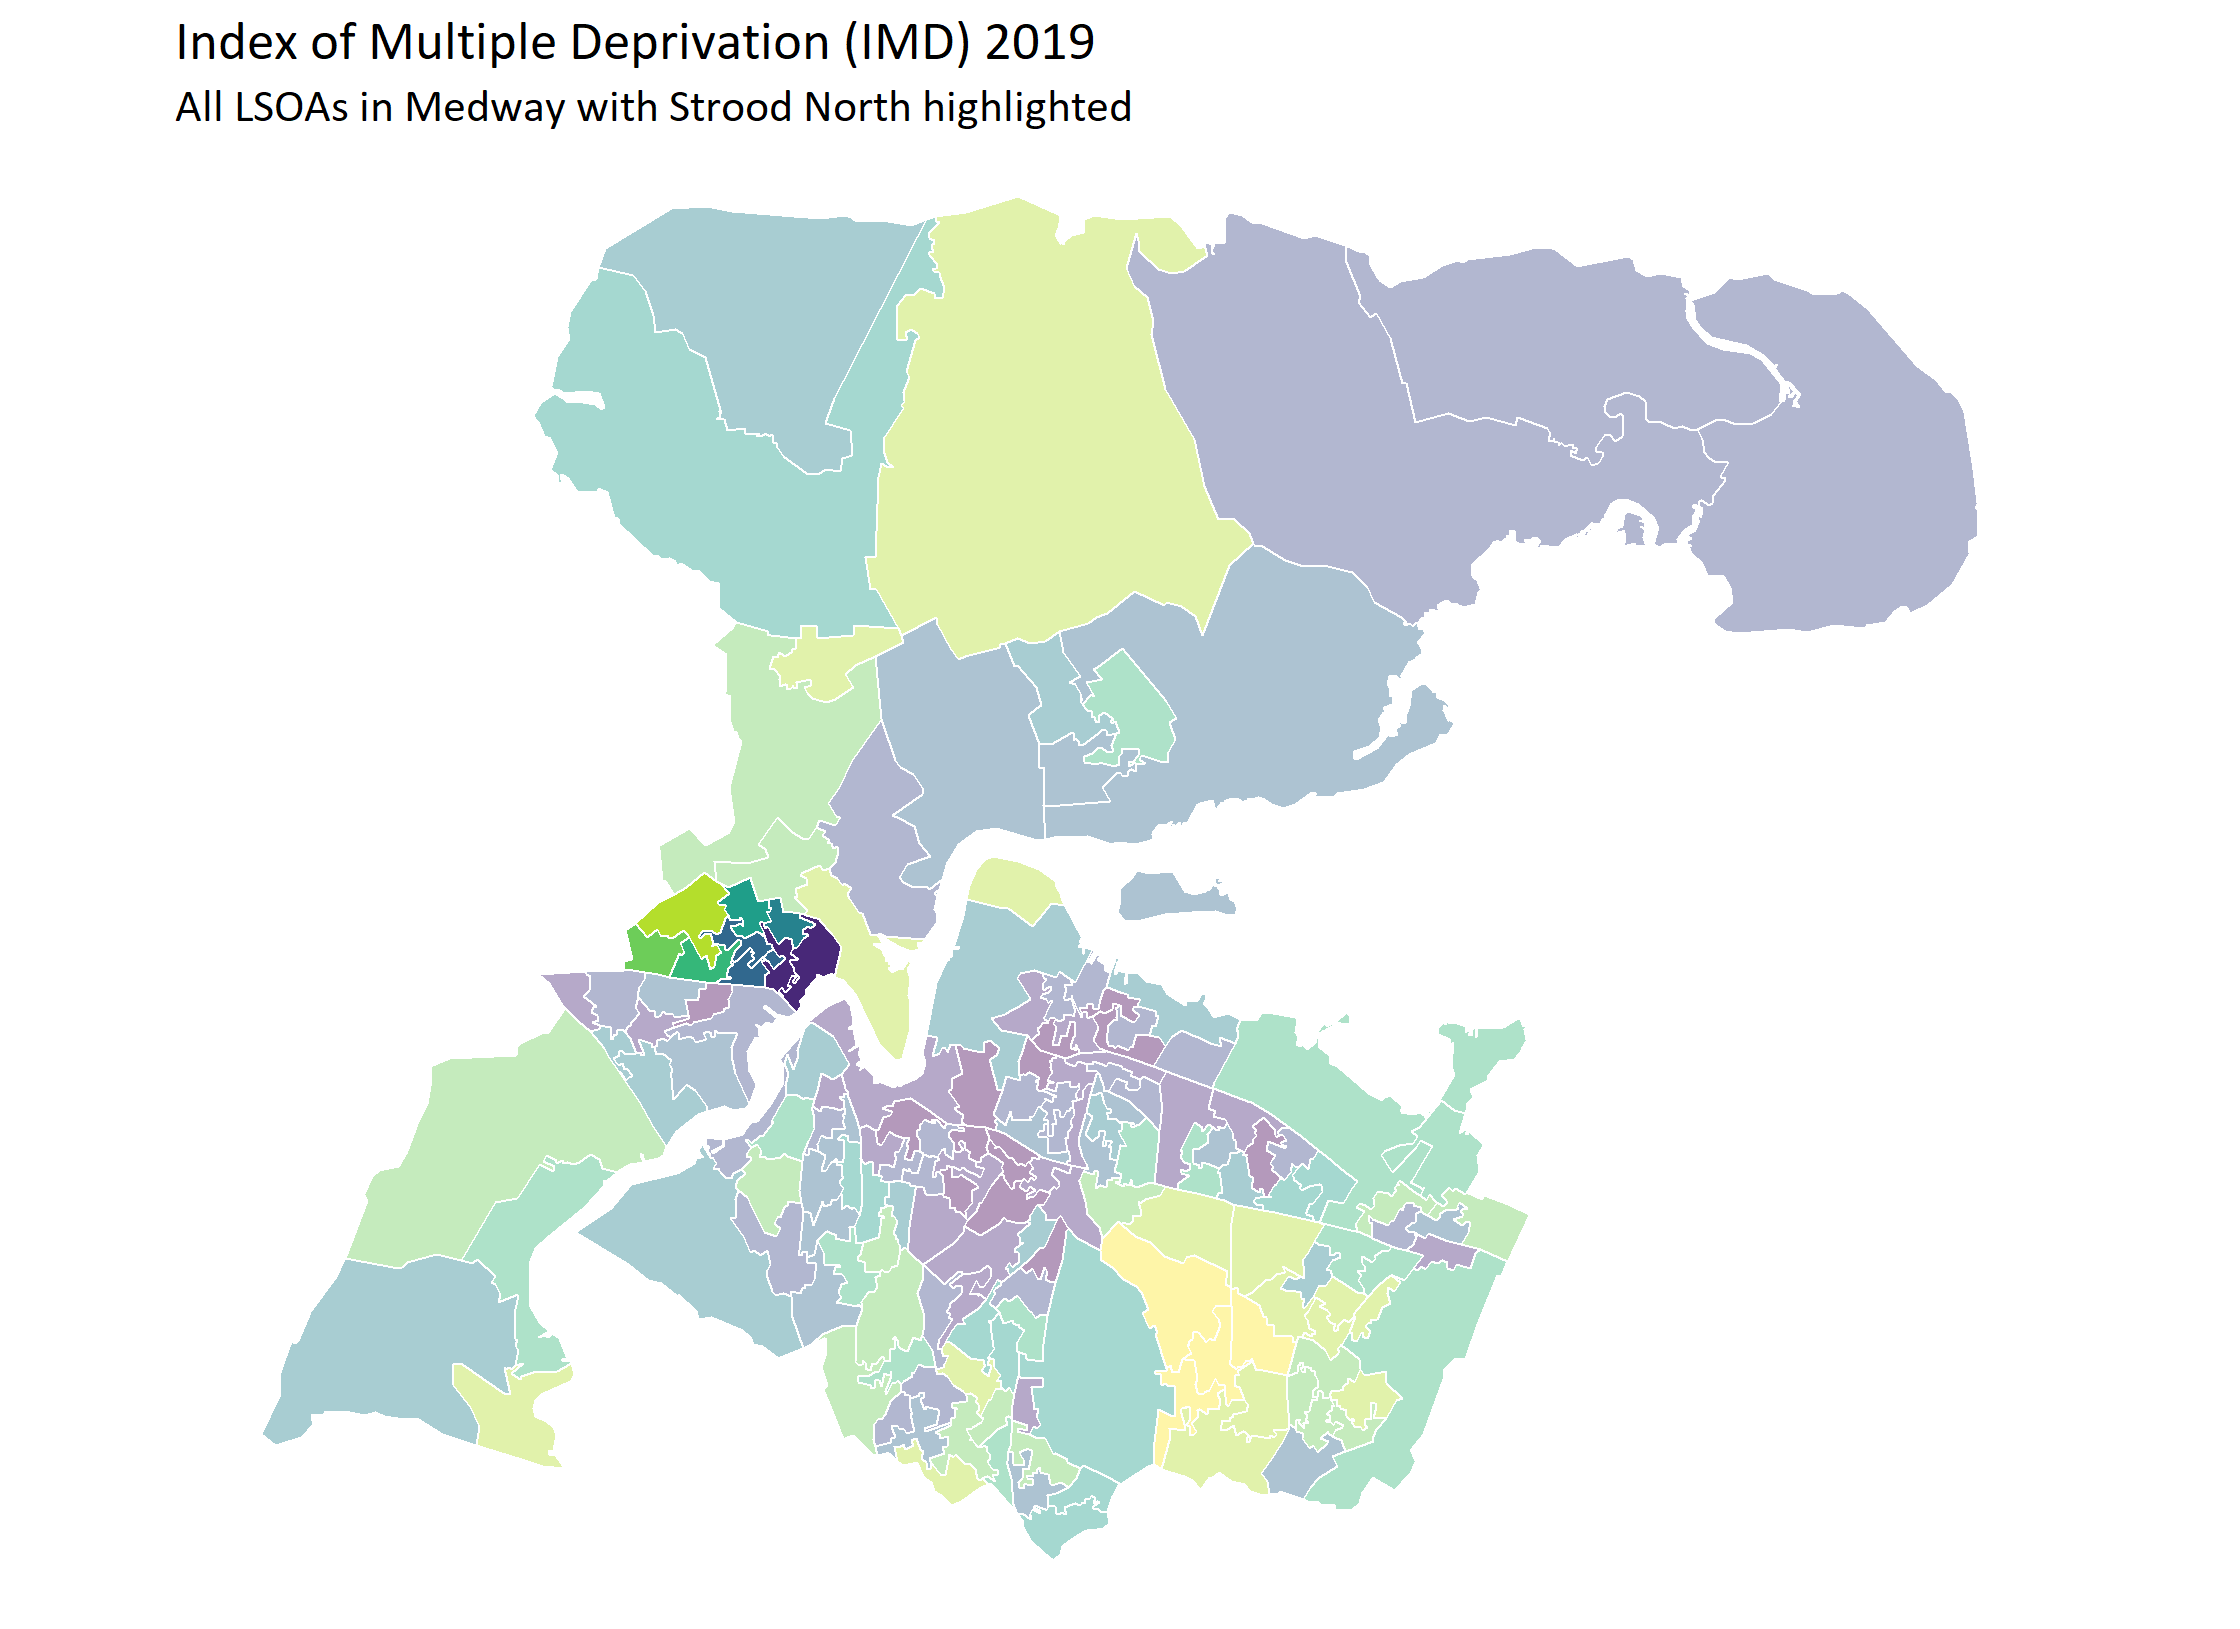 Index of Multiple Deprivation (IMD) 2019
All LSOAs in Medway with Strood North highlighted